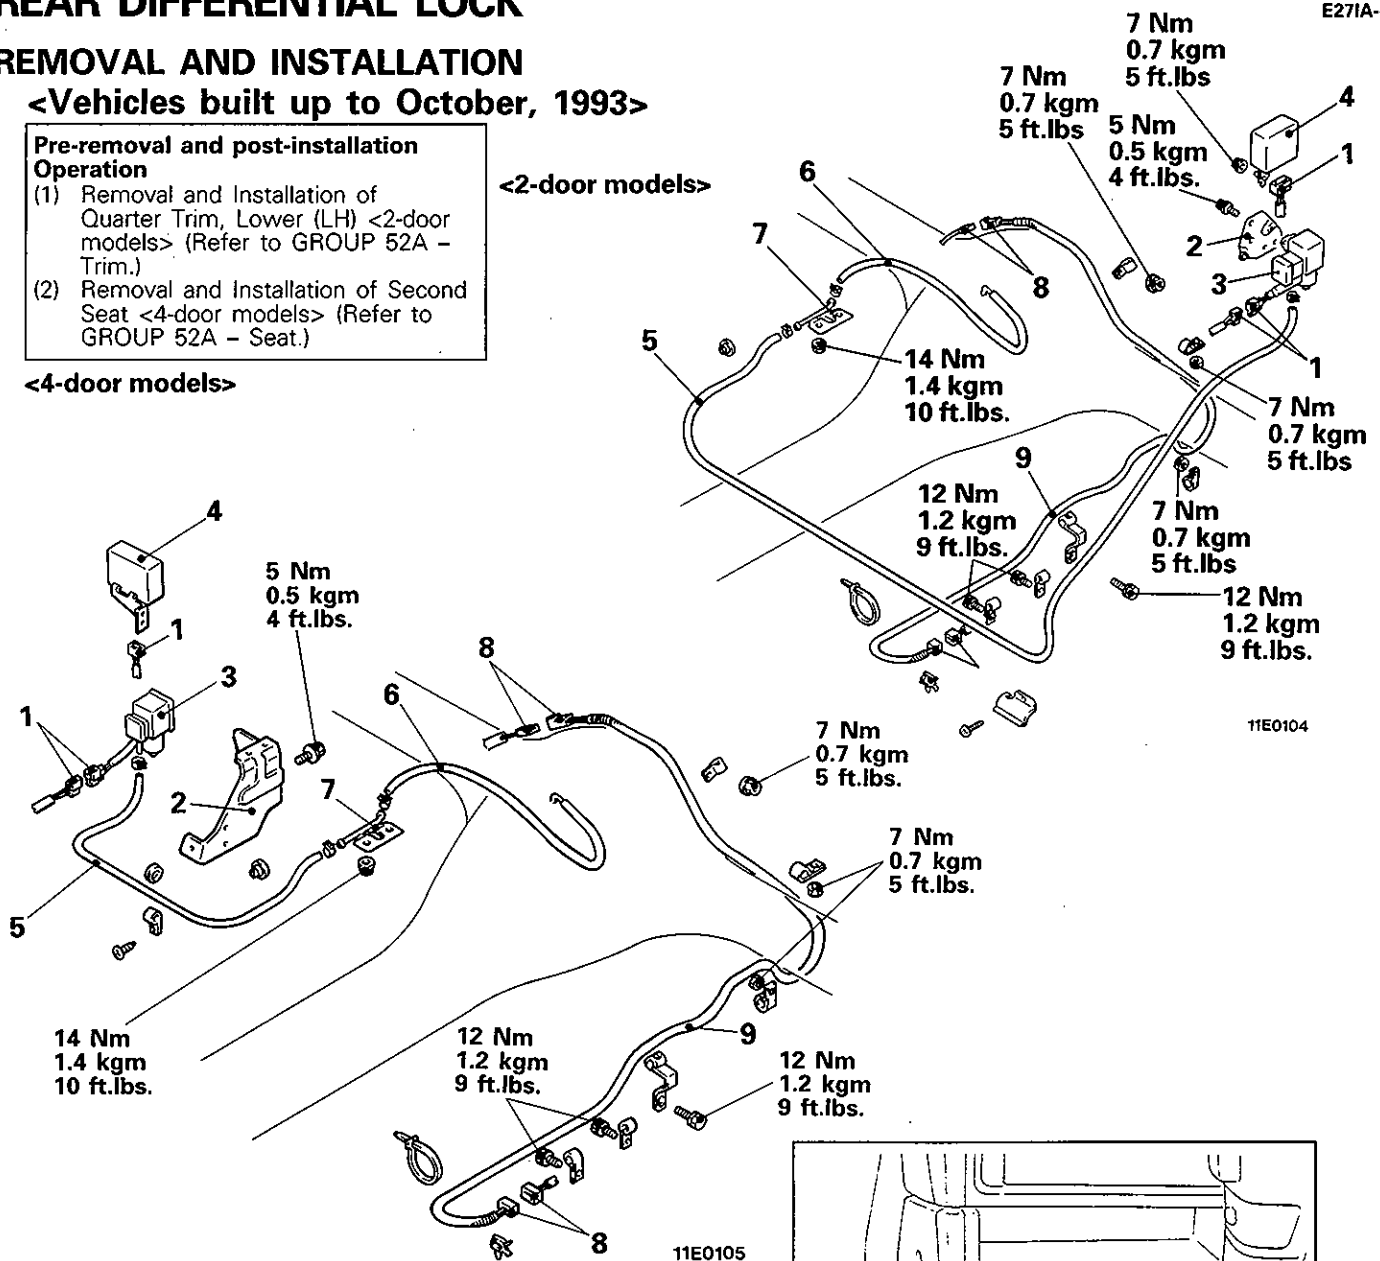 REAR DIFFERENTIAL LOCK
E27IA-
REMOVAL AND INSTALLATION
<Vehicles built up to October, 1993>
Pre-removal and post-installation
Operation
(1) Removal and Installation of
Quarter Trim, Lower (LH) <2-door
models> (Refer to GROUP 52A –
Trim.)
(2) Removal and Installation of Second
Seat <4-door models> (Refer to
GROUP 52A – Seat.)
<2-door models>
7 Nm
0.7 kgm
5 ft.lbs
7 Nm
0.7 kgm
5 ft.lbs
5 Nm
0.5 kgm
4 ft.lbs.
4
1
2
3
1
6
7
8
5
14 Nm
1.4 kgm
10 ft.lbs.
7 Nm
0.7 kgm
5 ft.lbs
9
12 Nm
1.2 kgm
9 ft.lbs.
7 Nm
0.7 kgm
5 ft.lbs
12 Nm
1.2 kgm
9 ft.lbs.
11E0104
<4-door models>
4
5 Nm
0.5 kgm
4 ft.lbs.
1
3
1
2
7
6
8
5
7 Nm
0.7 kgm
5 ft.lbs.
7 Nm
0.7 kgm
5 ft.lbs.
14 Nm
1.4 kgm
10 ft.lbs.
12 Nm
1.2 kgm
9 ft.lbs.
9
12 Nm
1.2 kgm
9 ft.lbs.
8
11E0105